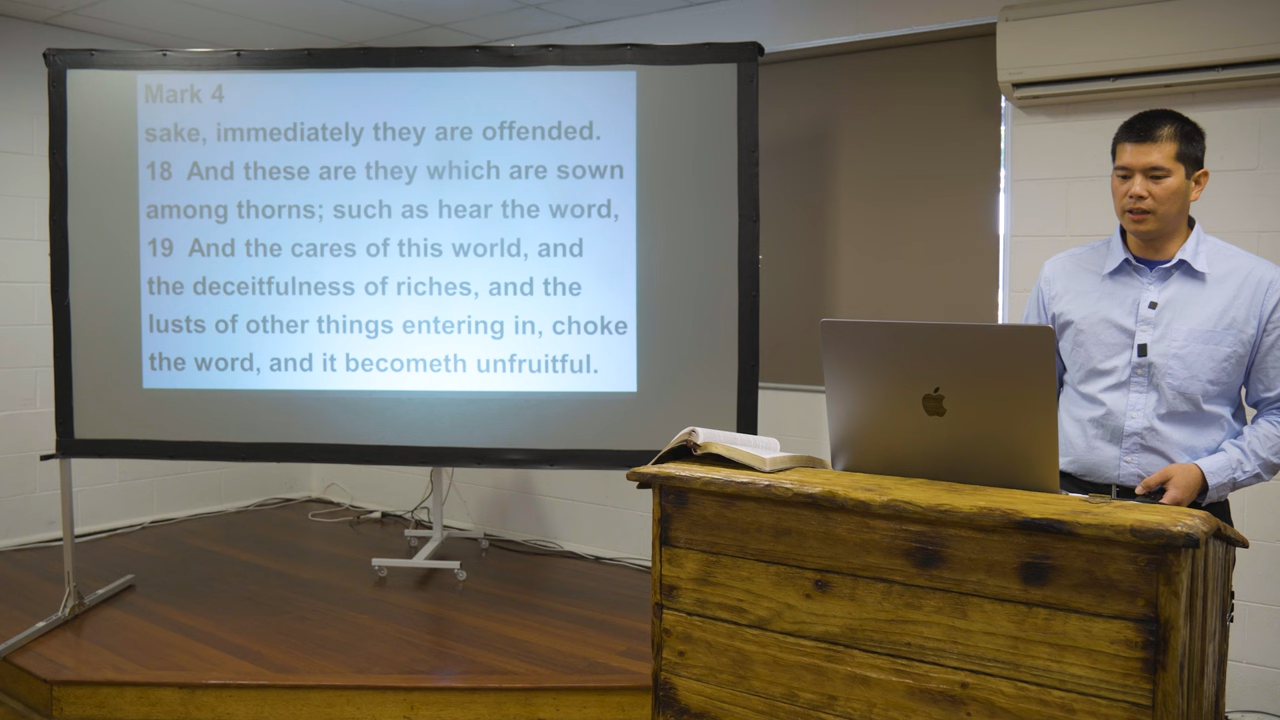 Mark 4
sake, immediately they are offended.
18 And these are they which are sown
among thorns; such as hear the word,
19 And the cares of this world, and
the deceitfulness of riches, and the
lusts of other things entering in, choke
the word, and it becometh unfruitful.